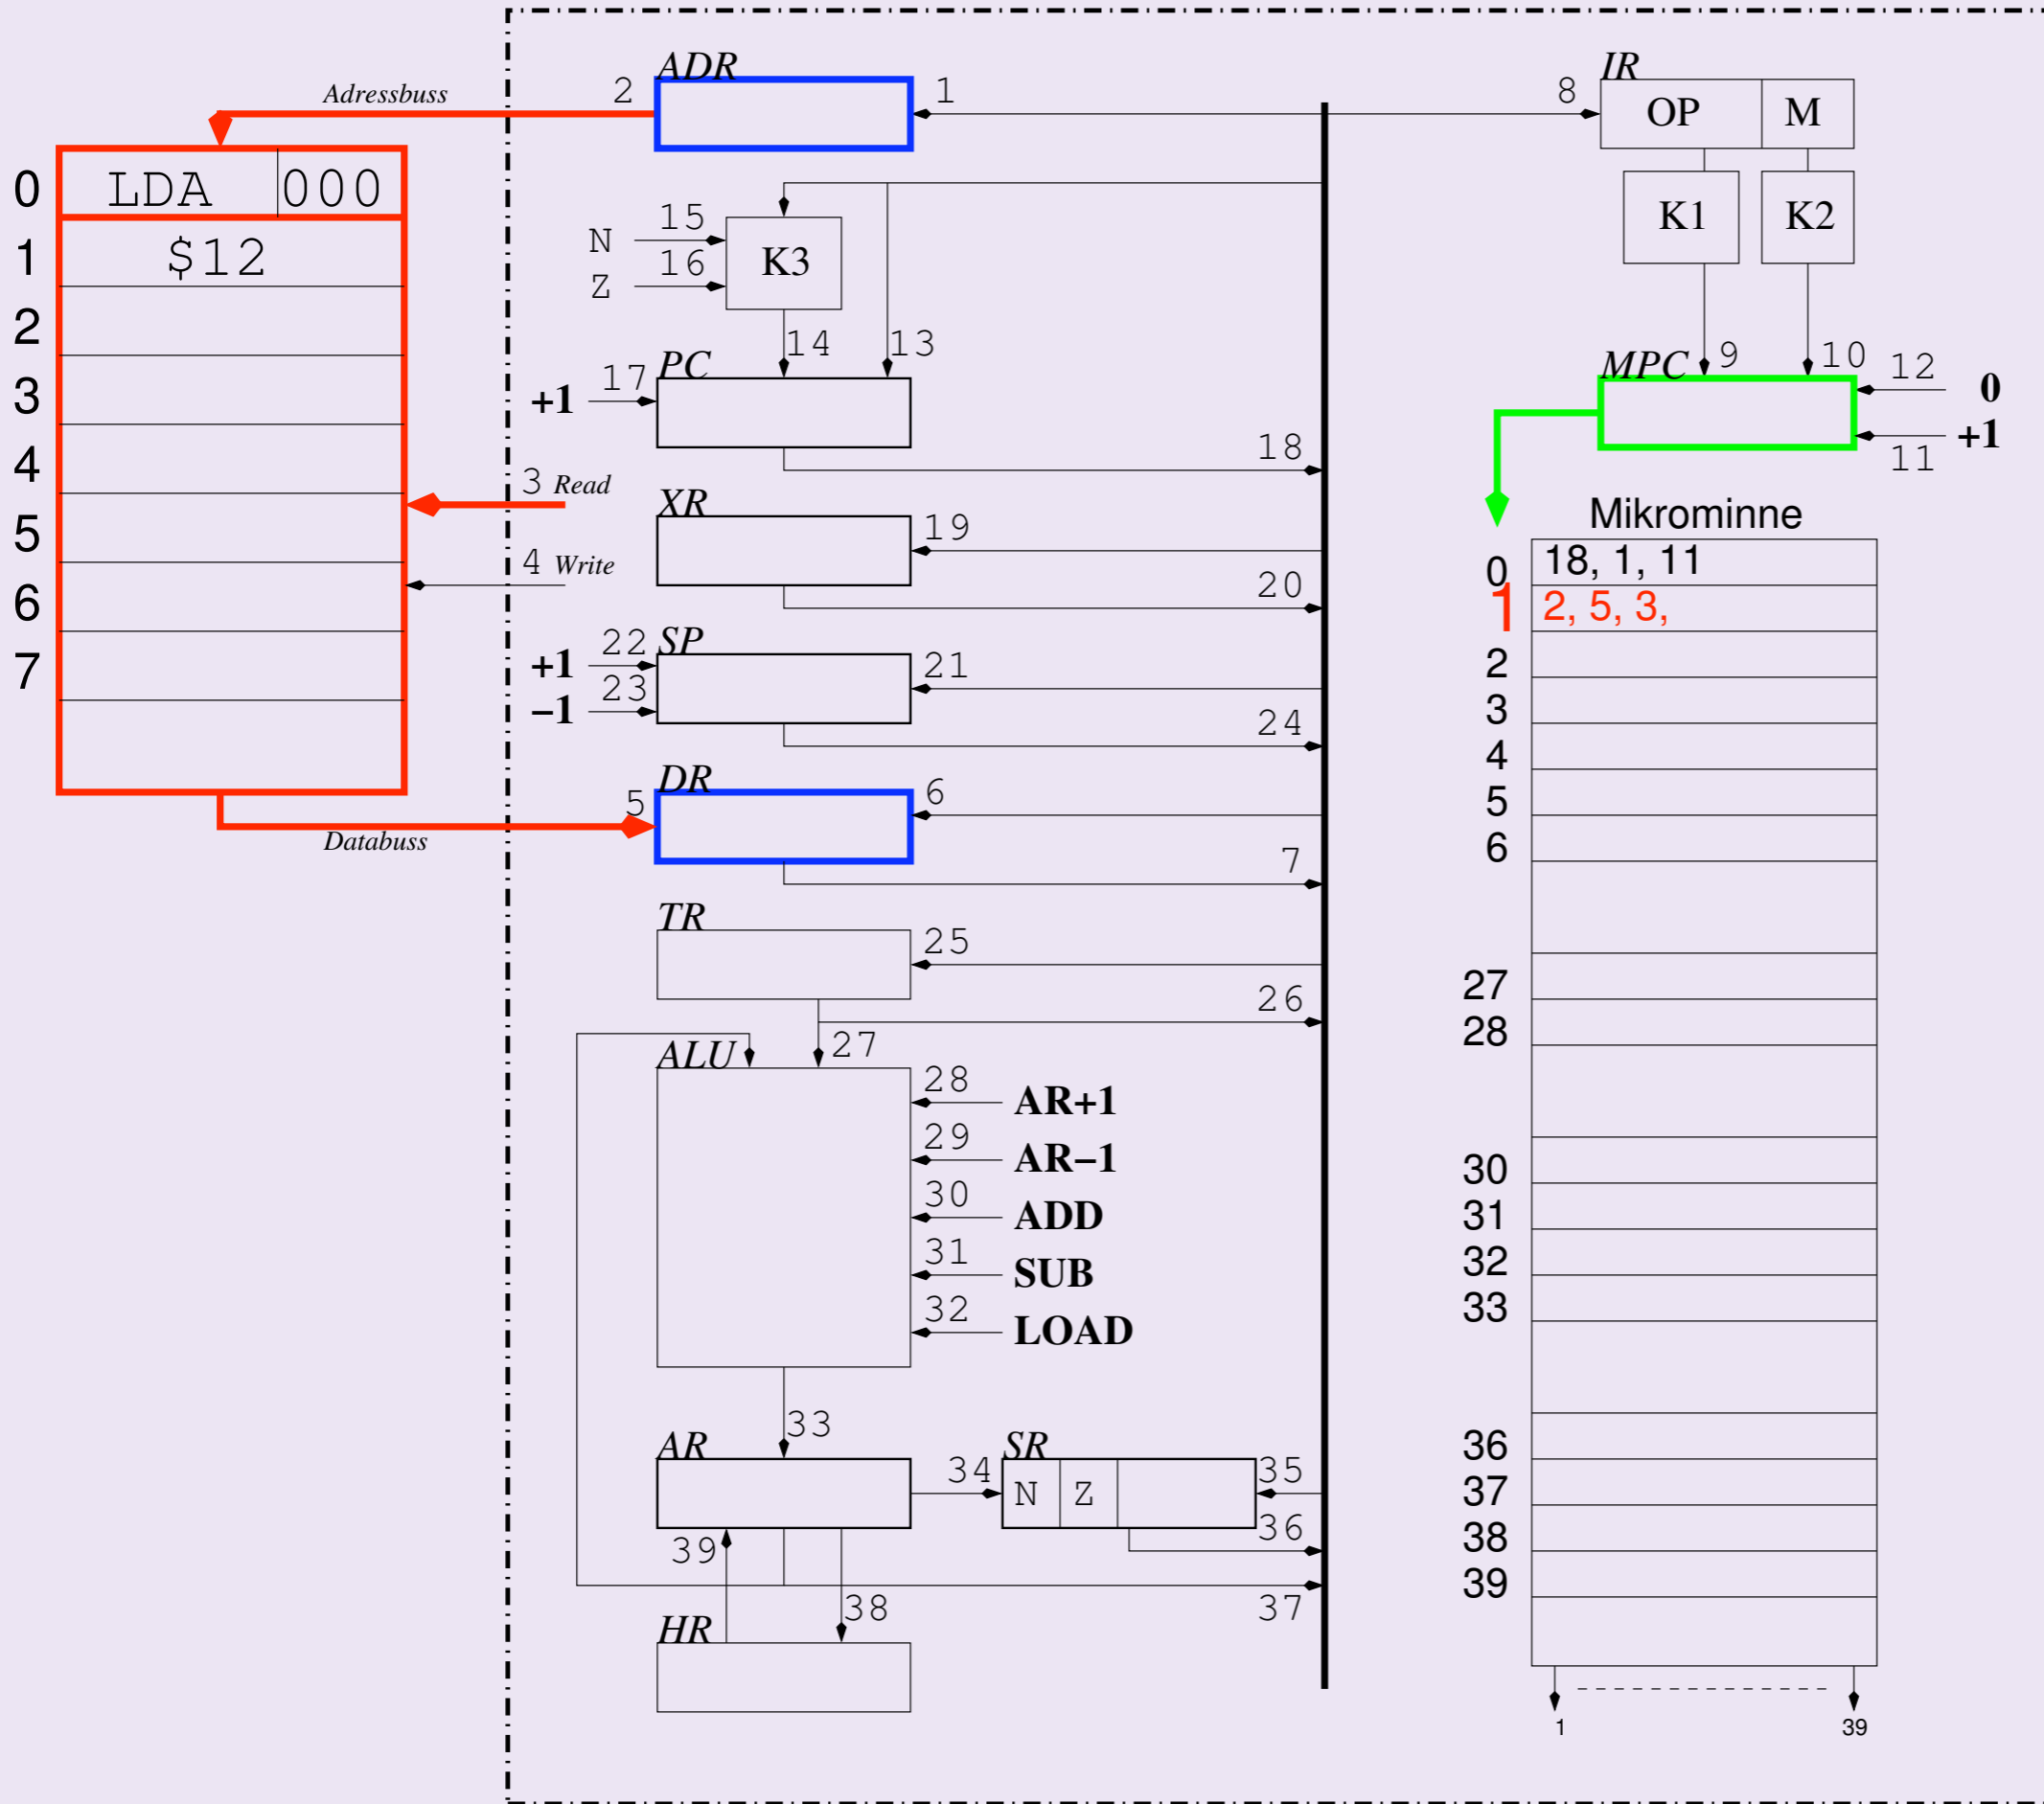 ADR
IR
2
Adressbuss
1
8
OP
M
0
LDA
000
1
$12
2
3
4
5
6
7
N
15
Z
16
K3
K1
K2
14
13
PC
17
+1
18
MPC
9
10
12
0
+1
11
3 Read
4 Write
XR
19
20
SP
+1
22
−1
23
21
24
DR
5
6
Databuss
7
TR
25
26
27
ALU
28
AR+1
29
AR−1
30
ADD
31
SUB
32
LOAD
33
AR
34
SR
N
Z
35
36
39
37
38
HR
Mikrominne
0
18, 1, 11
1
2, 5, 3,
2
3
4
5
6
27
28
30
31
32
33
36
37
38
39
1
39